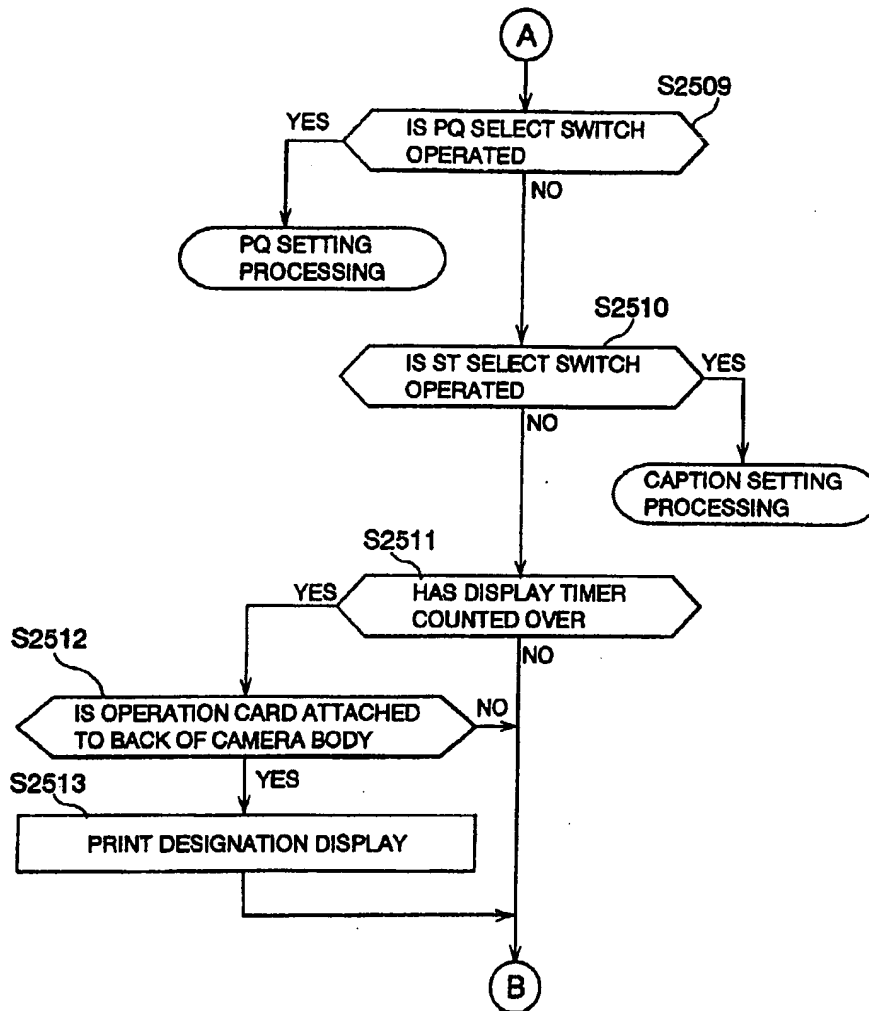 A
S2509
YES
IS PQ SELECT SWITCH
OPERATED
NO
PQ SETTING
PROCESSING
S2510
IS ST SELECT SWITCH
OPERATED
YES
NO
CAPTION SETTING
PROCESSING
S2511
YES
HAS DISPLAY TIMER
COUNTED OVER
NO
S2512
IS OPERATION CARD ATTACHED
TO BACK OF CAMERA BODY
NO
YES
S2513
PRINT DESIGNATION DISPLAY
B